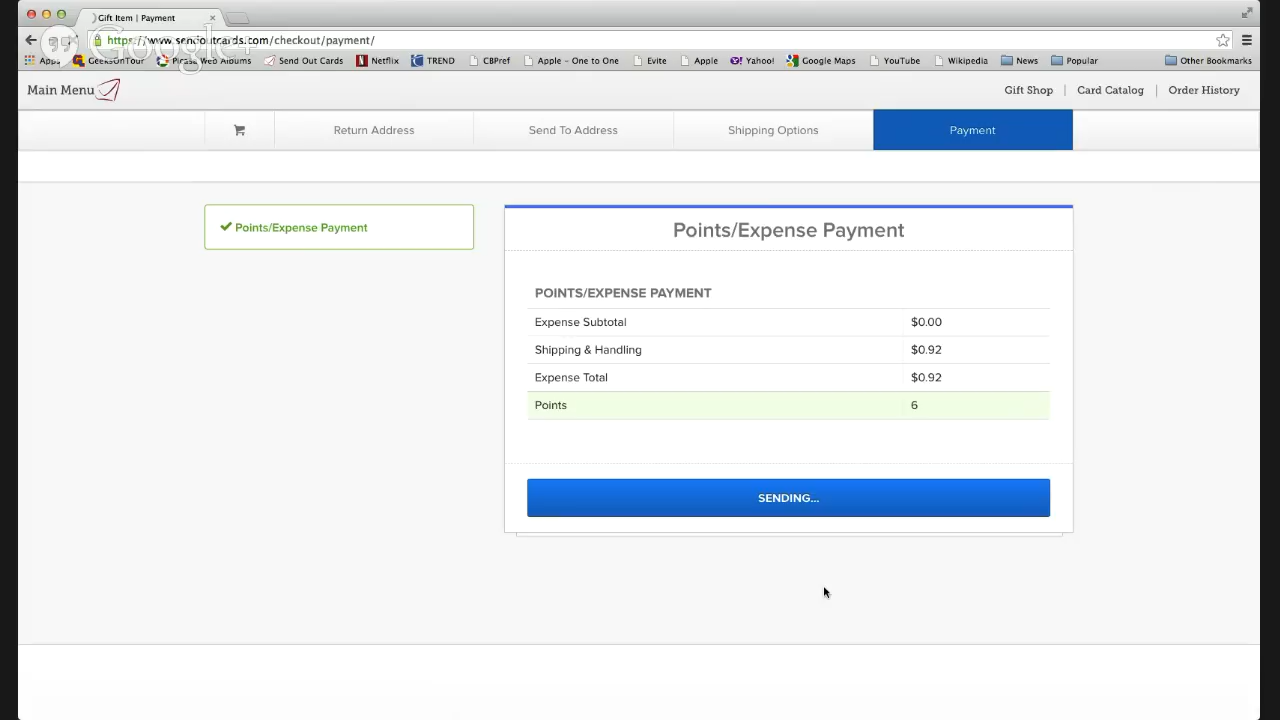 Gift Item | Payment
Google+
https://www.sendoutcards.com/checkout/payment/
Apps GeeksOnTour Picasa Web Albums Send Out Cards Netflix TREND CBPref Apple – One to One Evite Apple Yahoo! Google Maps YouTube Wikipedia News Popular Other Bookmarks
Main Menu Gift Shop | Card Catalog | Order History
Return Address Send To Address Shipping Options Payment
Points/Expense Payment
Points/Expense Payment
POINTS/EXPENSE PAYMENT
Expense Subtotal $0.00
Shipping & Handling $0.92
Expense Total $0.92
Points 6
SENDING...